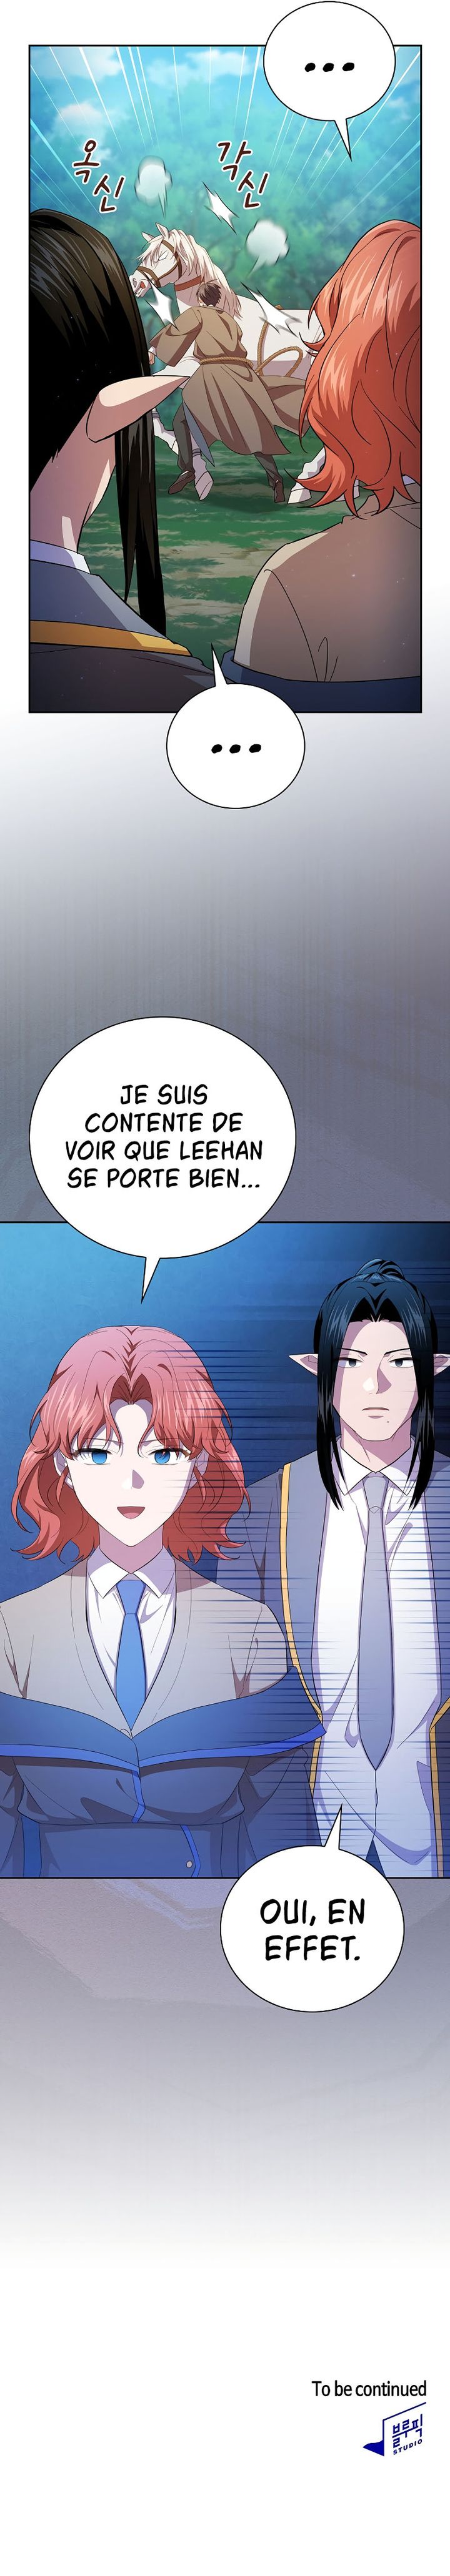 ...
옥신
각신
...
JE SUIS
CONTENTE DE
VOIR QUE LEEHAN
SE PORTE BIEN...
OUI, EN
EFFET.
To be continued
블루픽
STUDIO